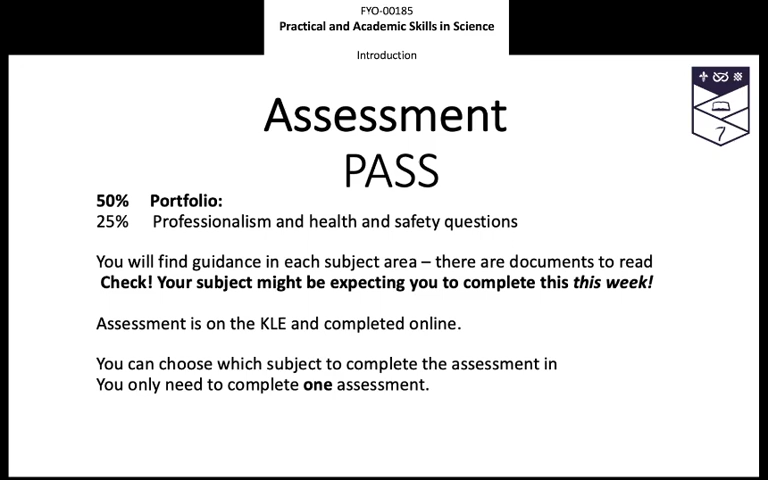 FYO-00185
Practical and Academic Skills in Science
Introduction
Assessment
PASS
50% Portfolio:
25% Professionalism and health and safety questions
You will find guidance in each subject area – there are documents to read
Check! Your subject might be expecting you to complete this this week!
Assessment is on the KLE and completed online.
You can choose which subject to complete the assessment in
You only need to complete one assessment.